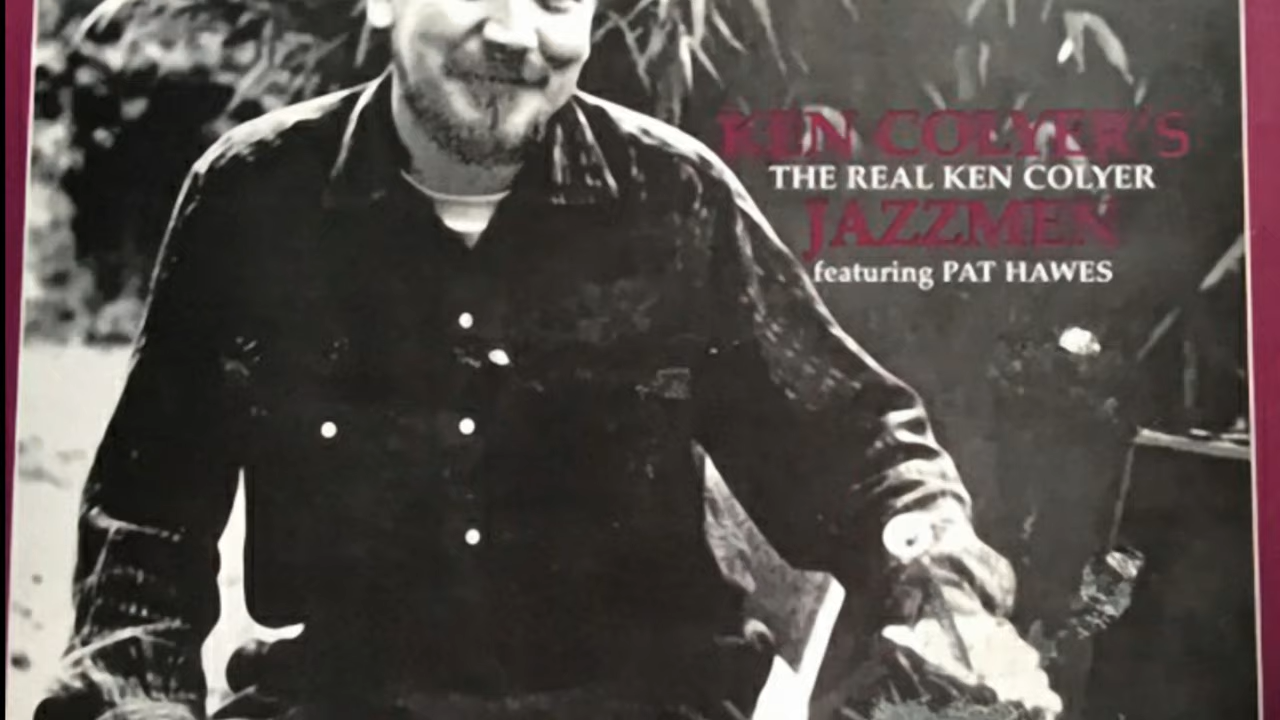 KEN COLYER'S
THE REAL KEN COLYER
JAZZMEN
featuring PAT HAWES